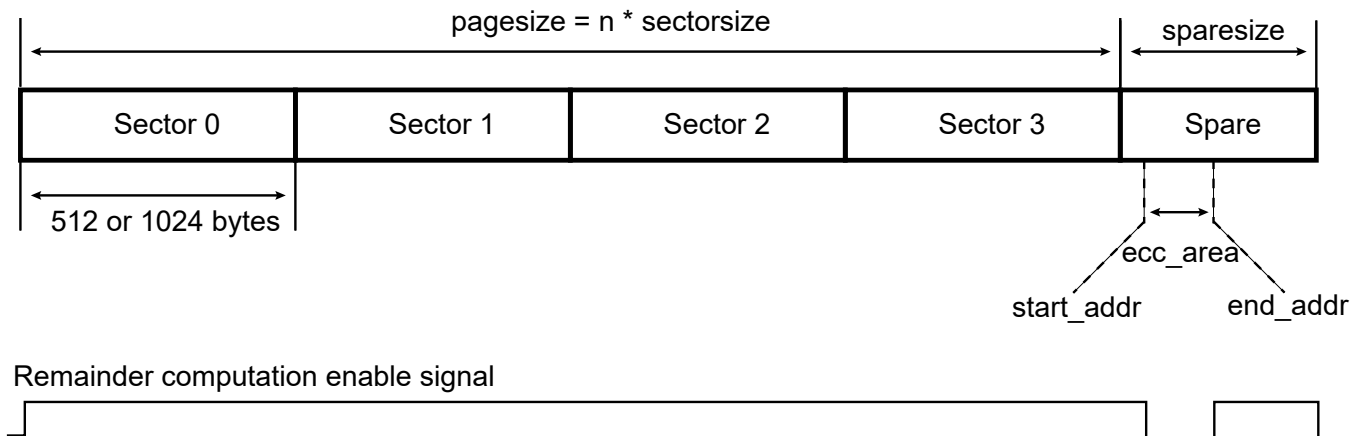 pagesize = n * sectorsize
sparesize
Sector 0
Sector 1
Sector 2
Sector 3
Spare
512 or 1024 bytes
ecc_area
start_addr
end_addr
Remainder computation enable signal